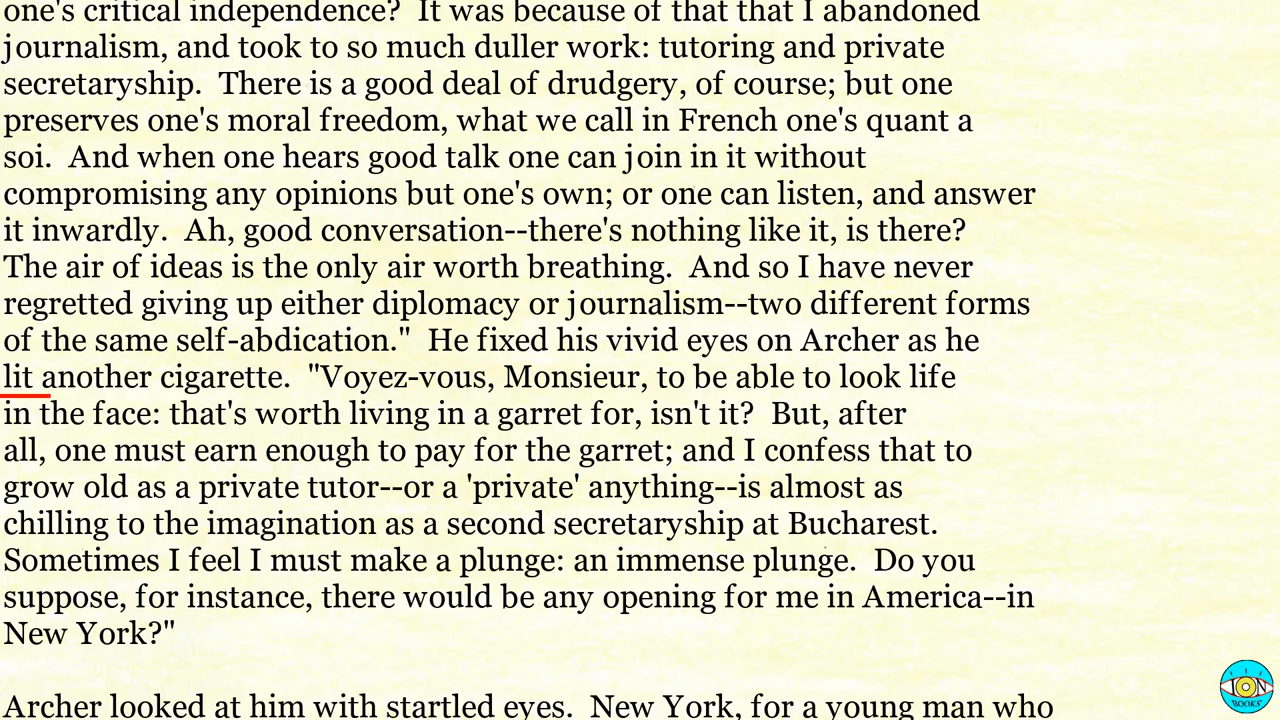 one's critical independence?  It was because of that that I abandoned
journalism, and took to so much duller work: tutoring and private
secretaryship.  There is a good deal of drudgery, of course; but one
preserves one's moral freedom, what we call in French one's quant a
soi.  And when one hears good talk one can join in it without
compromising any opinions but one's own; or one can listen, and answer
it inwardly.  Ah, good conversation--there's nothing like it, is there?
The air of ideas is the only air worth breathing.  And so I have never
regretted giving up either diplomacy or journalism--two different forms
of the same self-abdication."  He fixed his vivid eyes on Archer as he
lit another cigarette.  "Voyez-vous, Monsieur, to be able to look life
in the face: that's worth living in a garret for, isn't it?  But, after
all, one must earn enough to pay for the garret; and I confess that to
grow old as a private tutor--or a 'private' anything--is almost as
chilling to the imagination as a second secretaryship at Bucharest.
Sometimes I feel I must make a plunge: an immense plunge.  Do you
suppose, for instance, there would be any opening for me in America--in
New York?"
Archer looked at him with startled eyes.  New York, for a young man who
ION
BOOKS